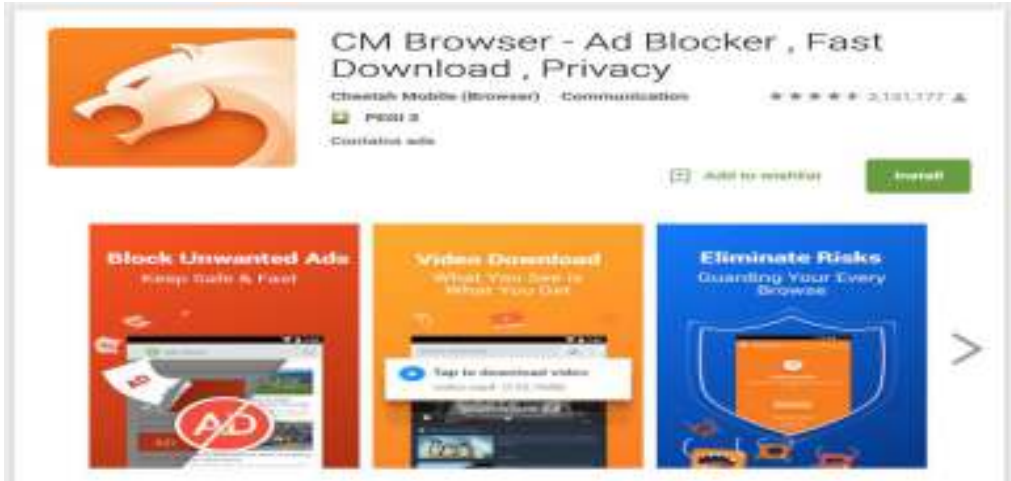 CM Browser - Ad Blocker , Fast
Download , Privacy
Cheetah Mobile (Browser) Communication
PEGI 3
Contains ads
Add to wishlist
Install
Block Unwanted Ads
Keep Safe & Fast
AD
AD
AD
Video Download
What You See Is
What You Get
Tap to download video
Eliminate Risks
Guarding Your Every
Browse